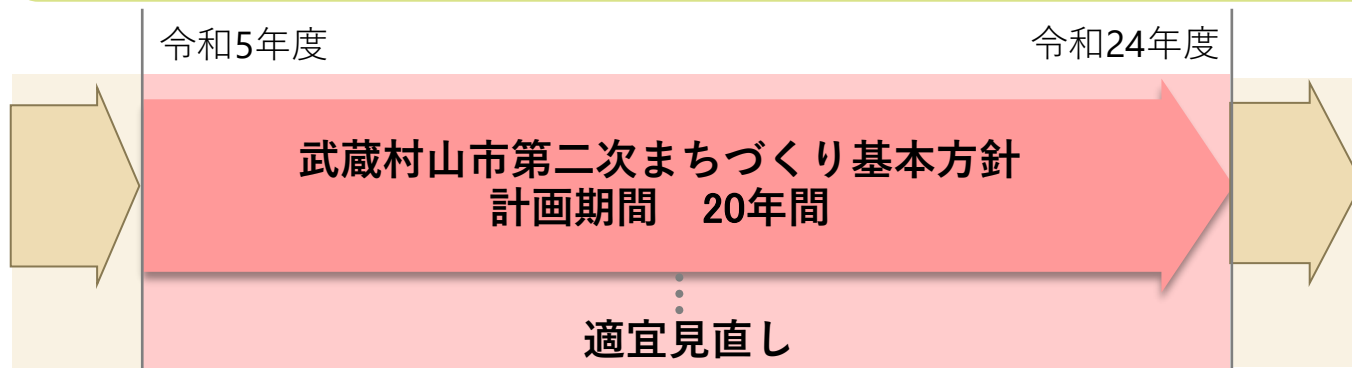 令和5年度
令和24年度
武蔵村山市第二次まちづくり基本方針
計画期間　20年間
適宜見直し